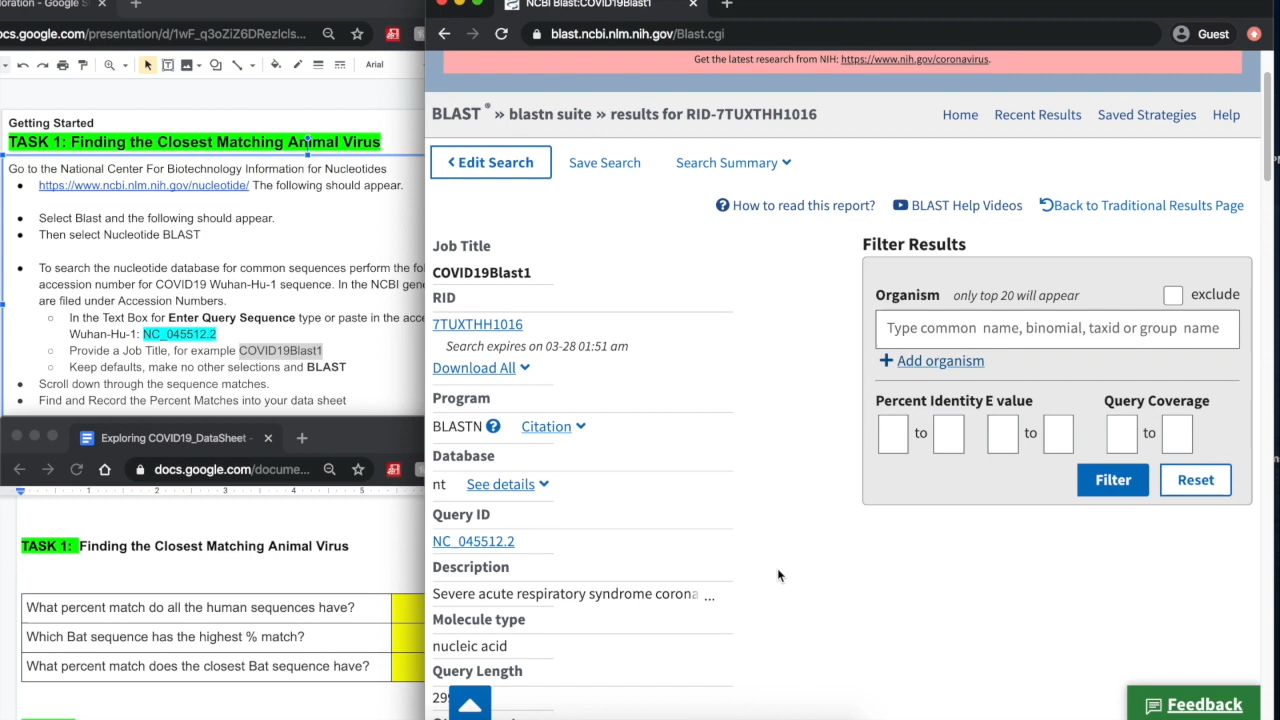 oration - Google S
cs.google.com/presentation/d/1wF_q3oZiZ6DRezIcls...
Arial
Getting Started
TASK 1: Finding the Closest Matching Animal Virus
Go to the National Center For Biotechnology Information for Nucleotides
● https://www.ncbi.nlm.nih.gov/nucleotide/ The following should appear.
● Select Blast and the following should appear.
● Then select Nucleotide BLAST
● To search the nucleotide database for common sequences perform the fol
accession number for COVID19 Wuhan-Hu-1 sequence. In the NCBI gene
are filed under Accession Numbers.
○ In the Text Box for Enter Query Sequence type or paste in the acce
Wuhan-Hu-1: NC_045512.2
○ Provide a Job Title, for example COVID19Blast1
○ Keep defaults, make no other selections and BLAST
● Scroll down through the sequence matches.
● Find and Record the Percent Matches into your data sheet
Exploring COVID19_DataSheet -
docs.google.com/docume...
1 2 3 4 5
TASK 1: Finding the Closest Matching Animal Virus
What percent match do all the human sequences have?
Which Bat sequence has the highest % match?
What percent match does the closest Bat sequence have?
NCBI Blast:COVID19Blast1
blast.ncbi.nlm.nih.gov/Blast.cgi
Guest
Get the latest research from NIH: https://www.nih.gov/coronavirus.
BLAST ® » blastn suite » results for RID-7TUXTHH1016
Home Recent Results Saved Strategies Help
Edit Search Save Search Search Summary
How to read this report? BLAST Help Videos Back to Traditional Results Page
Job Title
COVID19Blast1
RID
7TUXTHH1016
Search expires on 03-28 01:51 am
Download All
Program
BLASTN Citation
Database
nt See details
Query ID
NC_045512.2
Description
Severe acute respiratory syndrome corona ...
Molecule type
nucleic acid
Query Length
299
Filter Results
Organism only top 20 will appear exclude
Type common name, binomial, taxid or group name
Add organism
Percent Identity E value Query Coverage
to to to
Filter Reset
Feedback